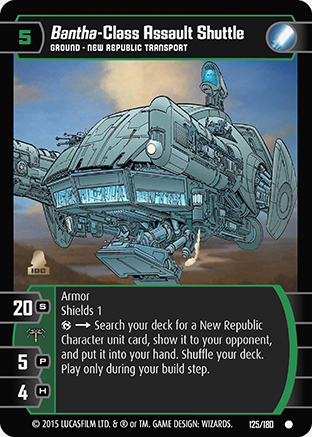 5
Bantha-Class Assault Shuttle
GROUND - NEW REPUBLIC TRANSPORT
IDC
20 S
5 P
4 H
Armor
Shields 1
→ Search your deck for a New Republic
Character unit card, show it to your opponent,
and put it into your hand. Shuffle your deck.
Play only during your build step.
© 2015 LUCASFILM LTD. & ® OR TM. GAME DESIGN: WIZARDS.
125/180